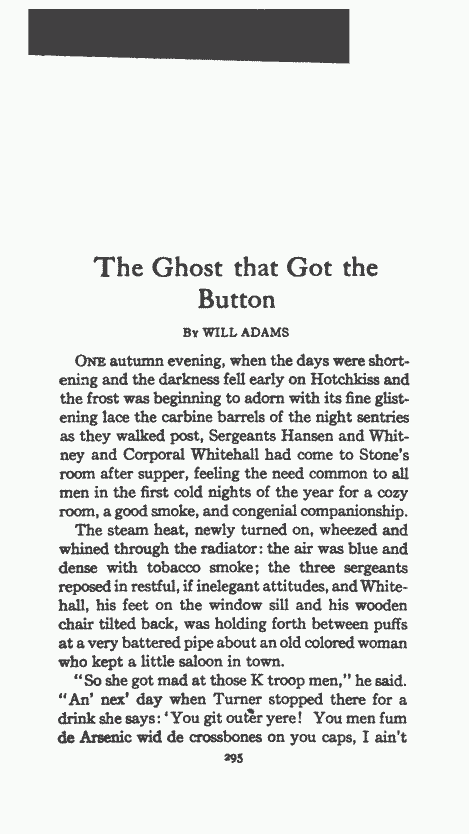 The Ghost that Got the
Button
By WILL ADAMS
ONE autumn evening, when the days were short-
ening and the darkness fell early on Hotchkiss and
the frost was beginning to adorn with its fine glist-
ening lace the carbine barrels of the night sentries
as they walked post, Sergeants Hansen and Whit-
ney and Corporal Whitehall had come to Stone's
room after supper, feeling the need common to all
men in the first cold nights of the year for a cozy
room, a good smoke, and congenial companionship.
The steam heat, newly turned on, wheezed and
whined through the radiator: the air was blue and
dense with tobacco smoke; the three sergeants
reposed in restful, if inelegant attitudes, and White-
hall, his feet on the window sill and his wooden
chair tilted back, was holding forth between puffs
at a very battered pipe about an old colored woman
who kept a little saloon in town.
"So she got mad at those K troop men," he said.
"An' nex' day when Turner stopped there for a
drink she says: 'You git outer yere! You men fum
de Arsenic wid de crossbones on you caps, I ain't
295